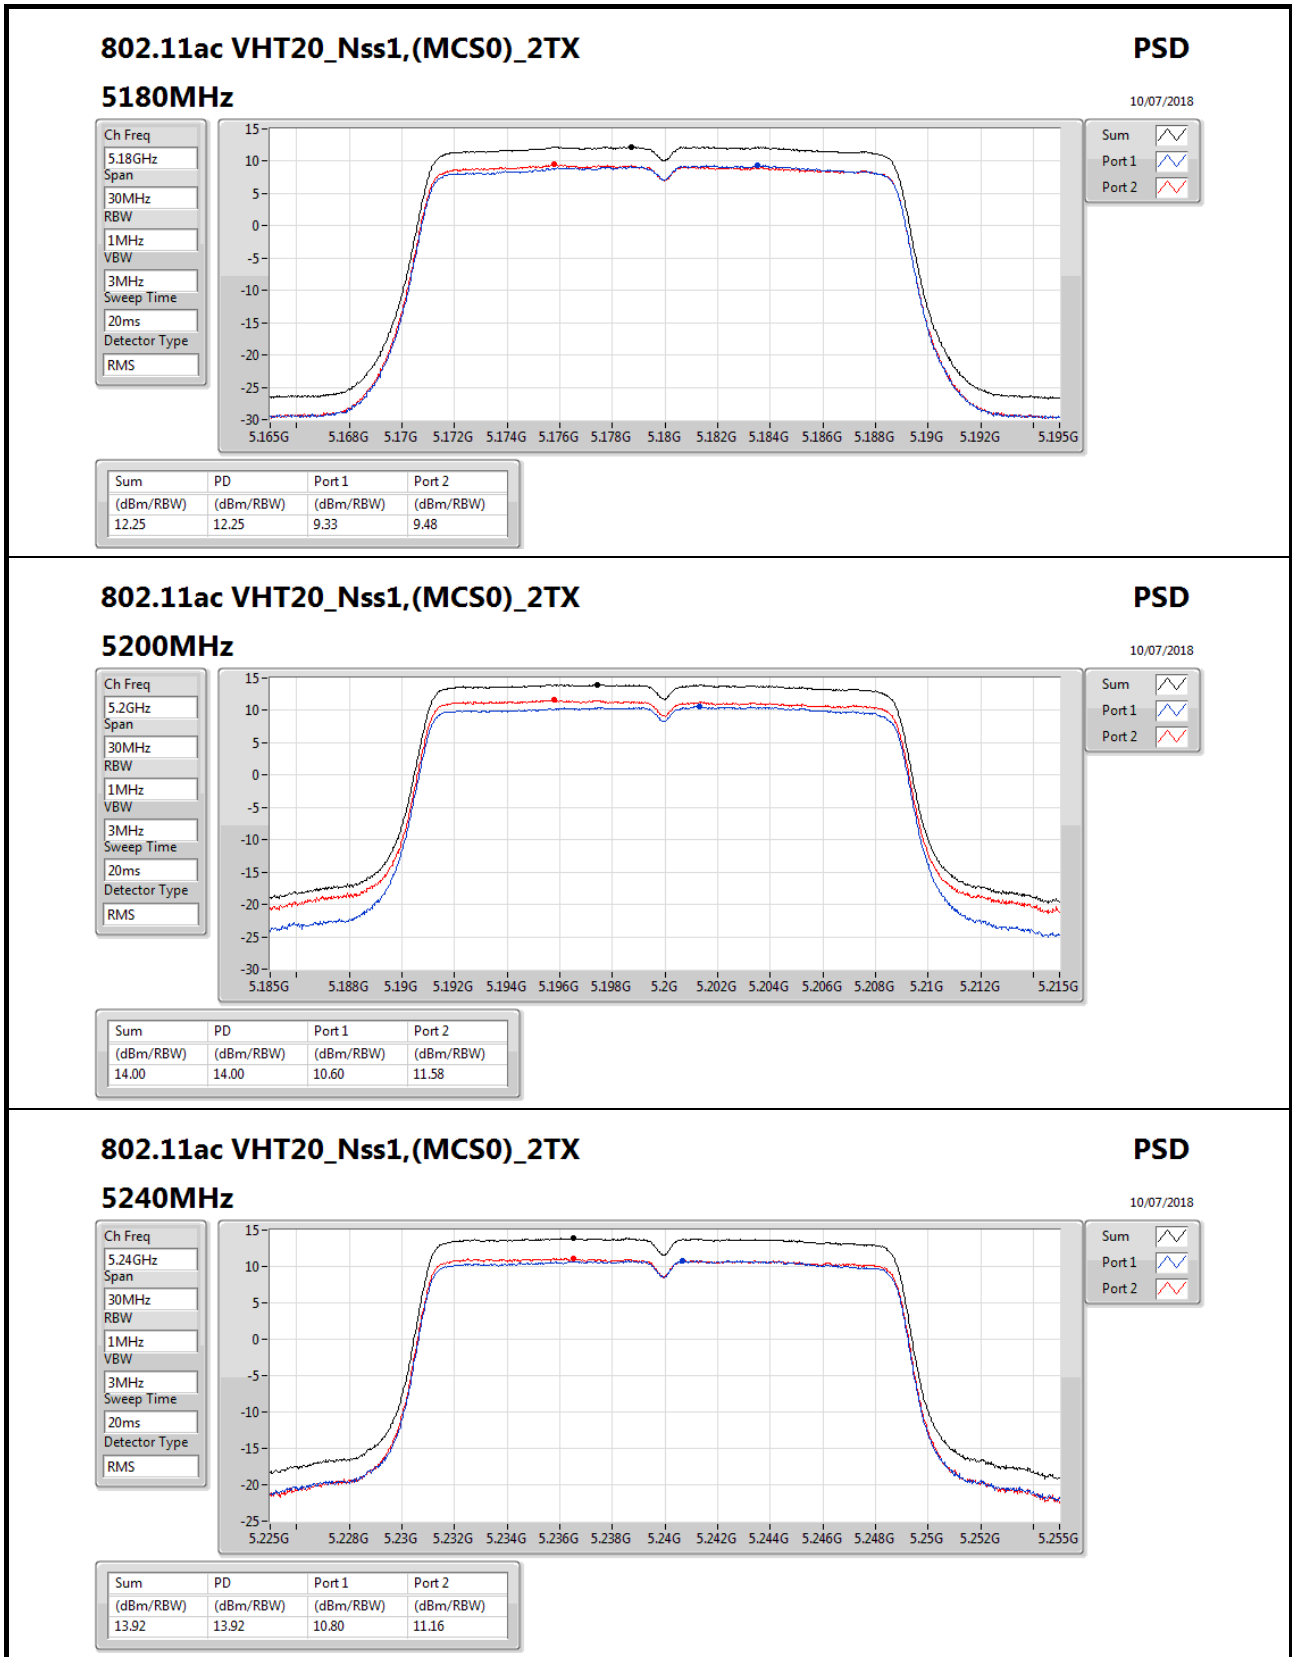 802.11ac VHT20_Nss1,(MCS0)_2TX PSD
5180MHz 10/07/2018
Ch Freq
5.18GHz
Span
30MHz
RBW
1MHz
VBW
3MHz
Sweep Time
20ms
Detector Type
RMS
15
10
5
0
-5
-10
-15
-20
-25
-30
5.165G 5.168G 5.17G 5.172G 5.174G 5.176G 5.178G 5.18G 5.182G 5.184G 5.186G 5.188G 5.19G 5.192G 5.195G
Sum
Port 1
Port 2
Sum PD Port 1 Port 2
(dBm/RBW) (dBm/RBW) (dBm/RBW) (dBm/RBW)
12.25 12.25 9.33 9.48
802.11ac VHT20_Nss1,(MCS0)_2TX PSD
5200MHz 10/07/2018
Ch Freq
5.2GHz
Span
30MHz
RBW
1MHz
VBW
3MHz
Sweep Time
20ms
Detector Type
RMS
15
10
5
0
-5
-10
-15
-20
-25
-30
5.185G 5.188G 5.19G 5.192G 5.194G 5.196G 5.198G 5.2G 5.202G 5.204G 5.206G 5.208G 5.21G 5.212G 5.215G
Sum
Port 1
Port 2
Sum PD Port 1 Port 2
(dBm/RBW) (dBm/RBW) (dBm/RBW) (dBm/RBW)
14.00 14.00 10.60 11.58
802.11ac VHT20_Nss1,(MCS0)_2TX PSD
5240MHz 10/07/2018
Ch Freq
5.24GHz
Span
30MHz
RBW
1MHz
VBW
3MHz
Sweep Time
20ms
Detector Type
RMS
15
10
5
0
-5
-10
-15
-20
-25
5.225G 5.228G 5.23G 5.232G 5.234G 5.236G 5.238G 5.24G 5.242G 5.244G 5.246G 5.248G 5.25G 5.252G 5.255G
Sum
Port 1
Port 2
Sum PD Port 1 Port 2
(dBm/RBW) (dBm/RBW) (dBm/RBW) (dBm/RBW)
13.92 13.92 10.80 11.16